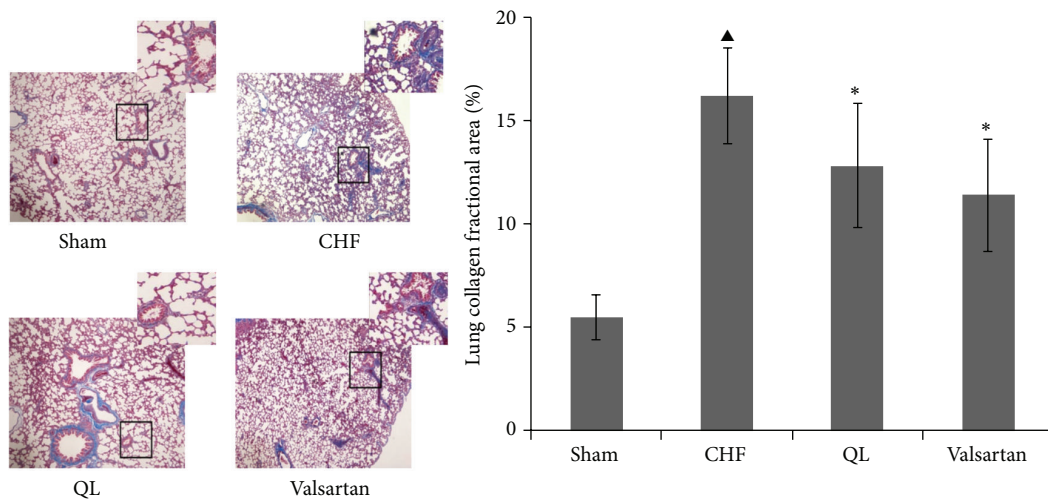 Sham
CHF
QL
Valsartan
Lung collagen fractional area (%)
20
15
10
5
0
▲
*
*
Sham
CHF
QL
Valsartan